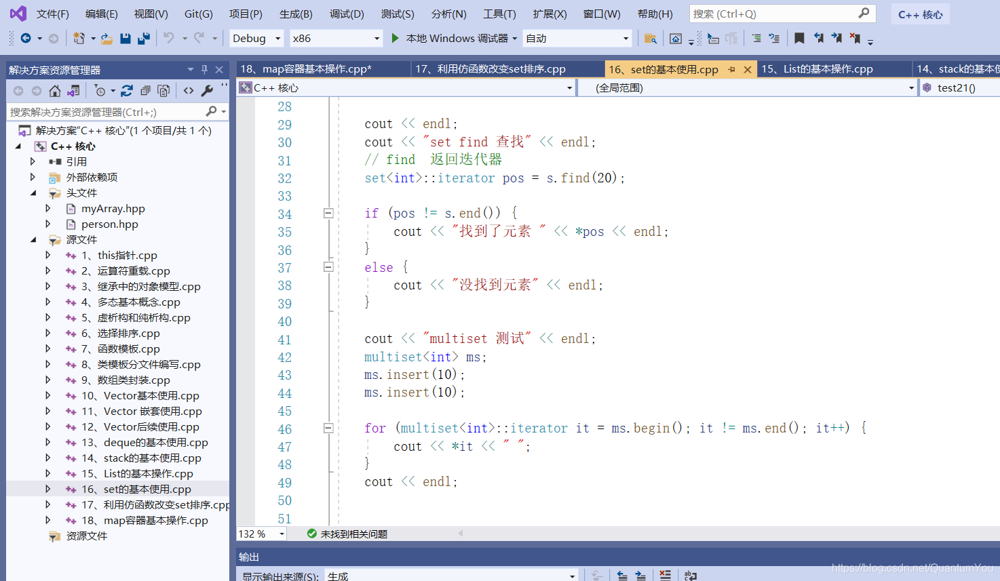 文件(F) 编辑(E) 视图(V) Git(G) 项目(P) 生成(B) 调试(D) 测试(S) 分析(N) 工具(T) 扩展(X) 窗口(W) 帮助(H) 搜索 (Ctrl+Q) C++ 核心
Debug x86 本地 Windows 调试器 自动
解决方案资源管理器
搜索解决方案资源管理器(Ctrl+;)
解决方案"C++ 核心"(1 个项目/共 1 个)
C++ 核心
引用
外部依赖项
头文件
myArray.hpp
person.hpp
源文件
1、this指针.cpp
2、运算符重载.cpp
3、继承中的对象模型.cpp
4、多态基本概念.cpp
5、虚析构和纯析构.cpp
6、选择排序.cpp
7、函数模板.cpp
8、类模板分文件编写.cpp
9、数组类封装.cpp
10、Vector基本使用.cpp
11、Vector 嵌套使用.cpp
12、Vector后续使用.cpp
13、deque的基本使用.cpp
14、stack的基本使用.cpp
15、List的基本操作.cpp
16、set的基本使用.cpp
17、利用仿函数改变set排序.cpp
18、map容器基本操作.cpp
资源文件
18、map容器基本操作.cpp* 17、利用仿函数改变set排序.cpp 16、set的基本使用.cpp 15、List的基本操作.cpp 14、stack的基本使
C++ 核心 (全局范围) test21()
28
29 cout << endl;
30 cout << "set find 查找" << endl;
31 // find 返回迭代器
32 set<int>::iterator pos = s.find(20);
33
34 if (pos != s.end()) {
35 cout << "找到了元素 " << *pos << endl;
36 }
37 else {
38 cout << "没找到元素" << endl;
39 }
40
41 cout << "multiset 测试" << endl;
42 multiset<int> ms;
43 ms.insert(10);
44 ms.insert(10);
45
46 for (multiset<int>::iterator it = ms.begin(); it != ms.end(); it++) {
47 cout << *it << " ";
48 }
49 cout << endl;
50
51
132 % 未找到相关问题
输出
显示输出来源(S): 生成
https://blog.csdn.net/QuantumYou